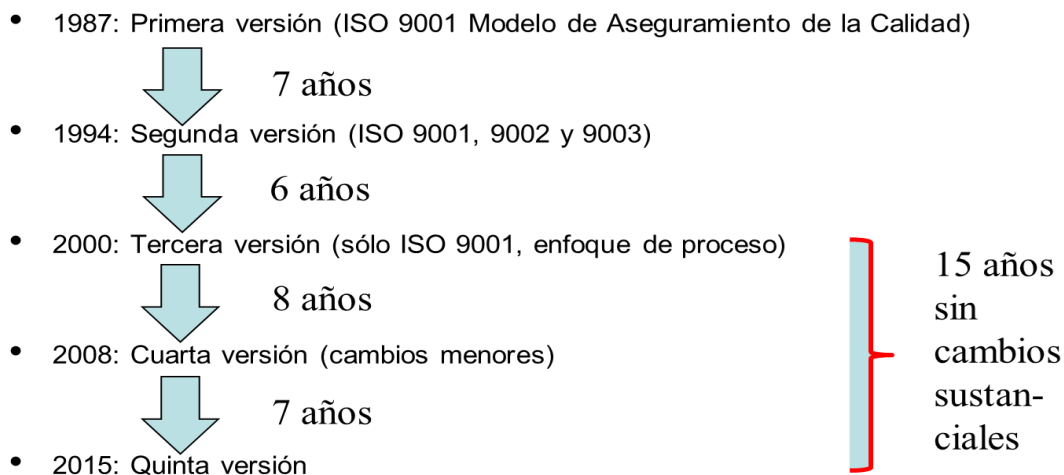 • 1987: Primera versión (ISO 9001 Modelo de Aseguramiento de la Calidad)
7 años
• 1994: Segunda versión (ISO 9001, 9002 y 9003)
6 años
• 2000: Tercera versión (sólo ISO 9001, enfoque de proceso)
8 años
• 2008: Cuarta versión (cambios menores)
7 años
• 2015: Quinta versión
15 años
sin
cambios
sustan-
ciales